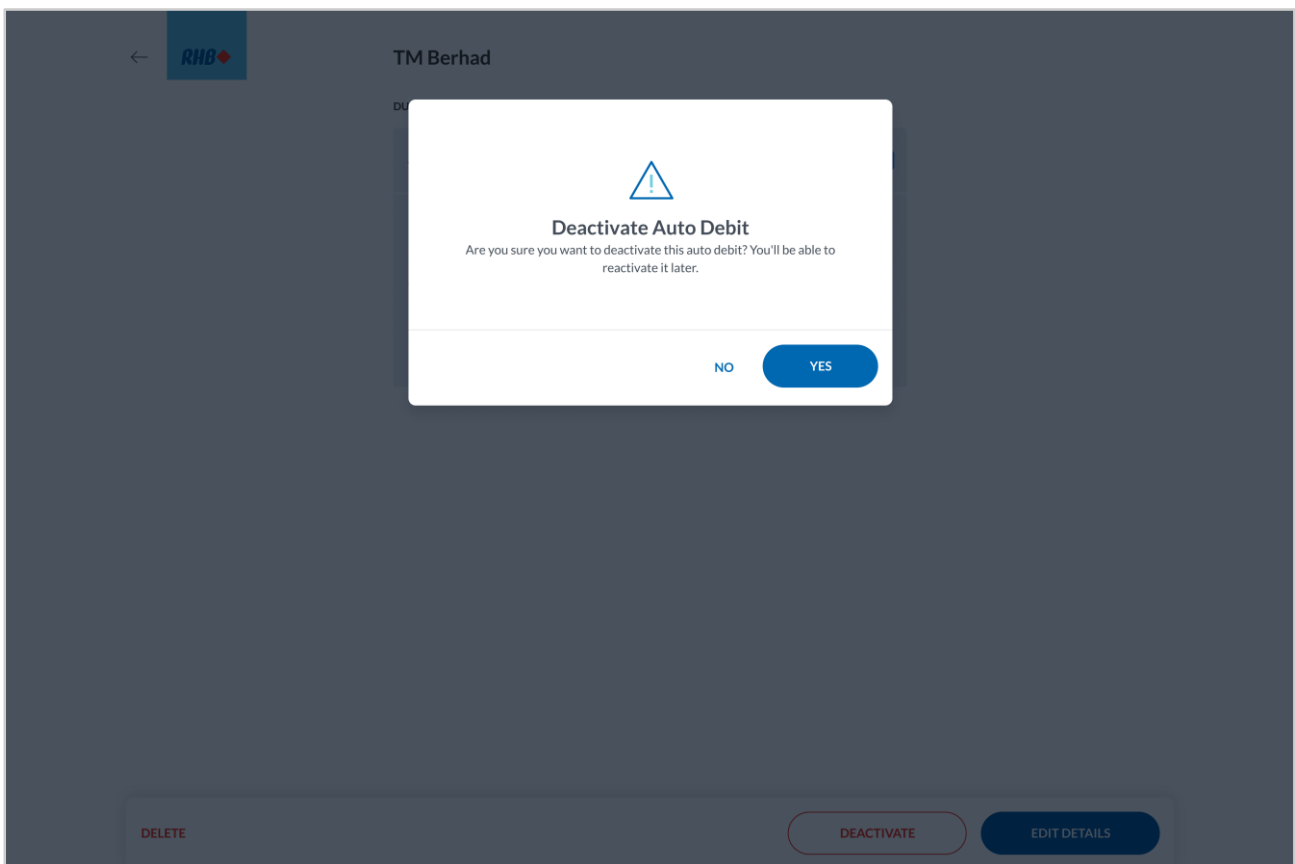 RHB
TM Berhad
DU
Deactivate Auto Debit
Are you sure you want to deactivate this auto debit? You'll be able to
reactivate it later.
NO
YES
DELETE
DEACTIVATE
EDIT DETAILS